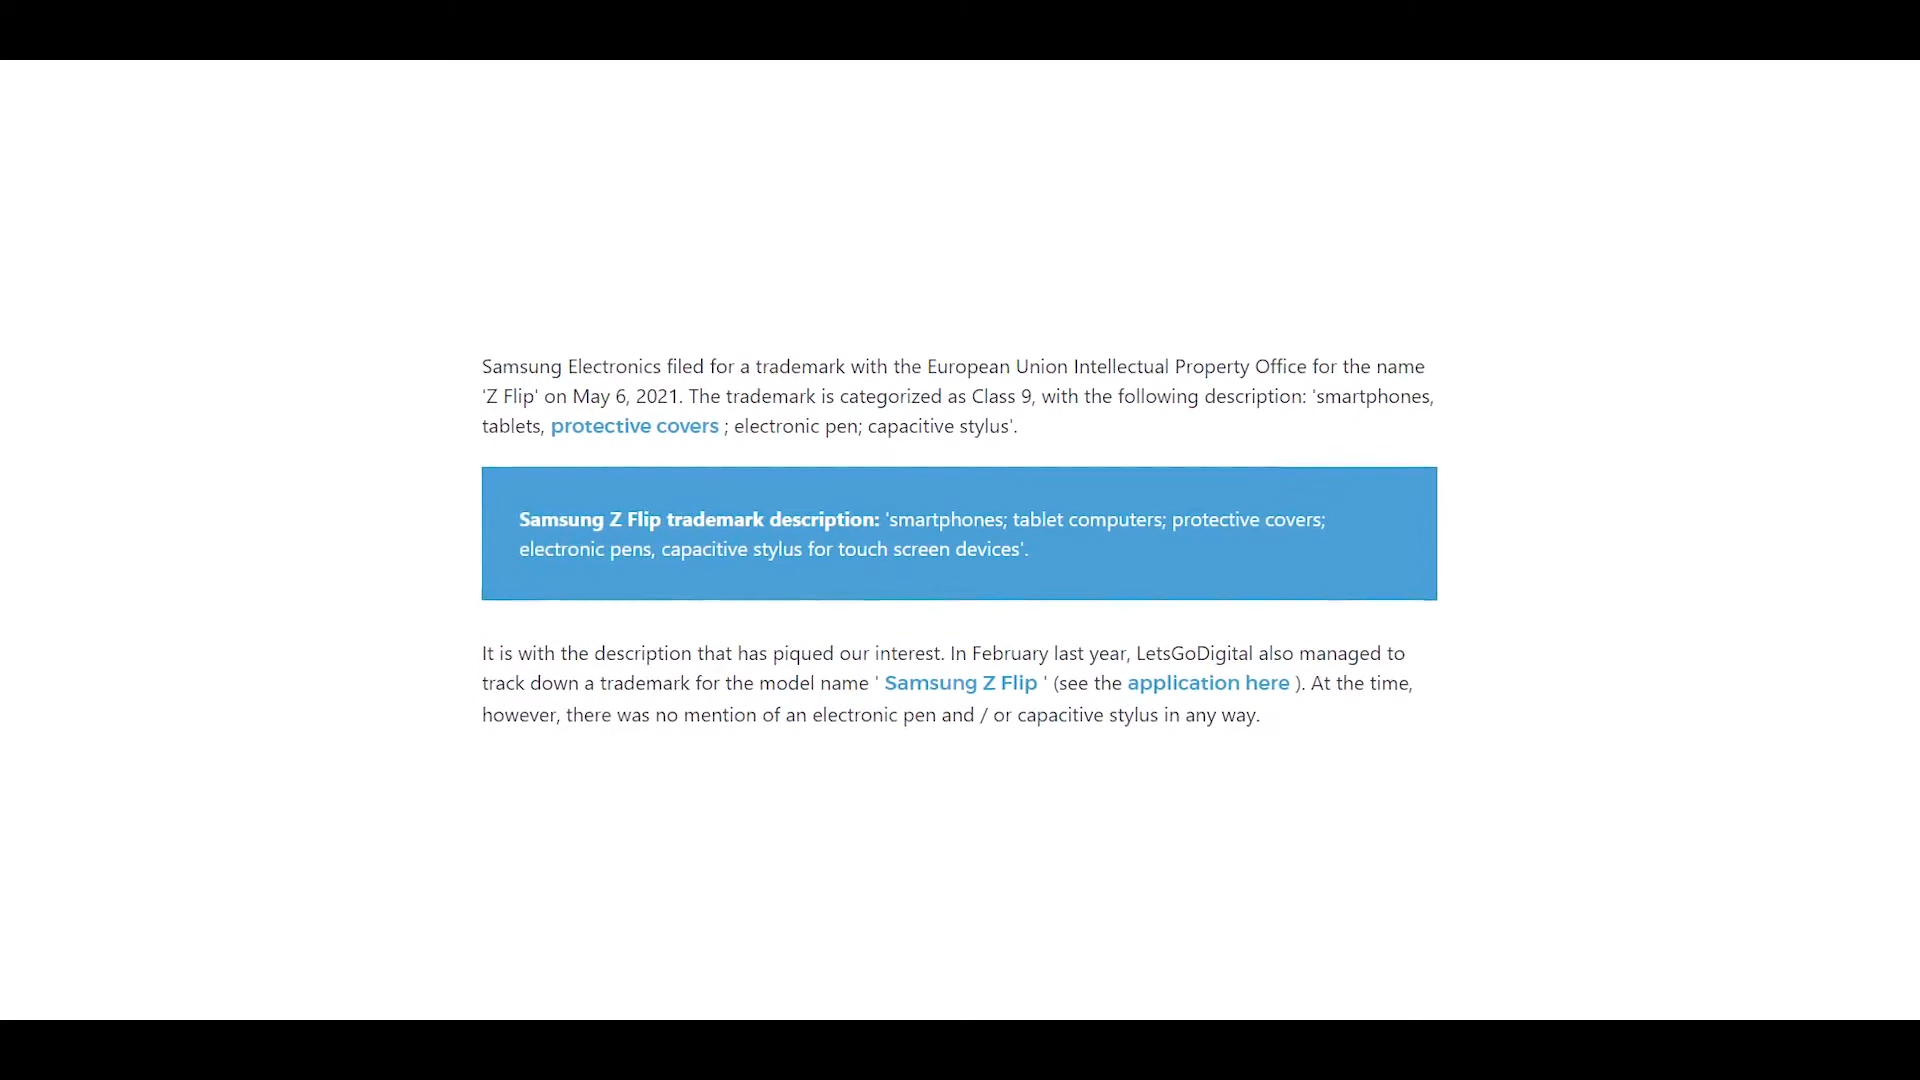 Samsung Electronics filed for a trademark with the European Union Intellectual Property Office for the name
'Z Flip' on May 6, 2021. The trademark is categorized as Class 9, with the following description: 'smartphones,
tablets, protective covers ; electronic pen; capacitive stylus'.
Samsung Z Flip trademark description: 'smartphones; tablet computers; protective covers;
electronic pens, capacitive stylus for touch screen devices'.
It is with the description that has piqued our interest. In February last year, LetsGoDigital also managed to
track down a trademark for the model name ' Samsung Z Flip ' (see the application here ). At the time,
however, there was no mention of an electronic pen and / or capacitive stylus in any way.